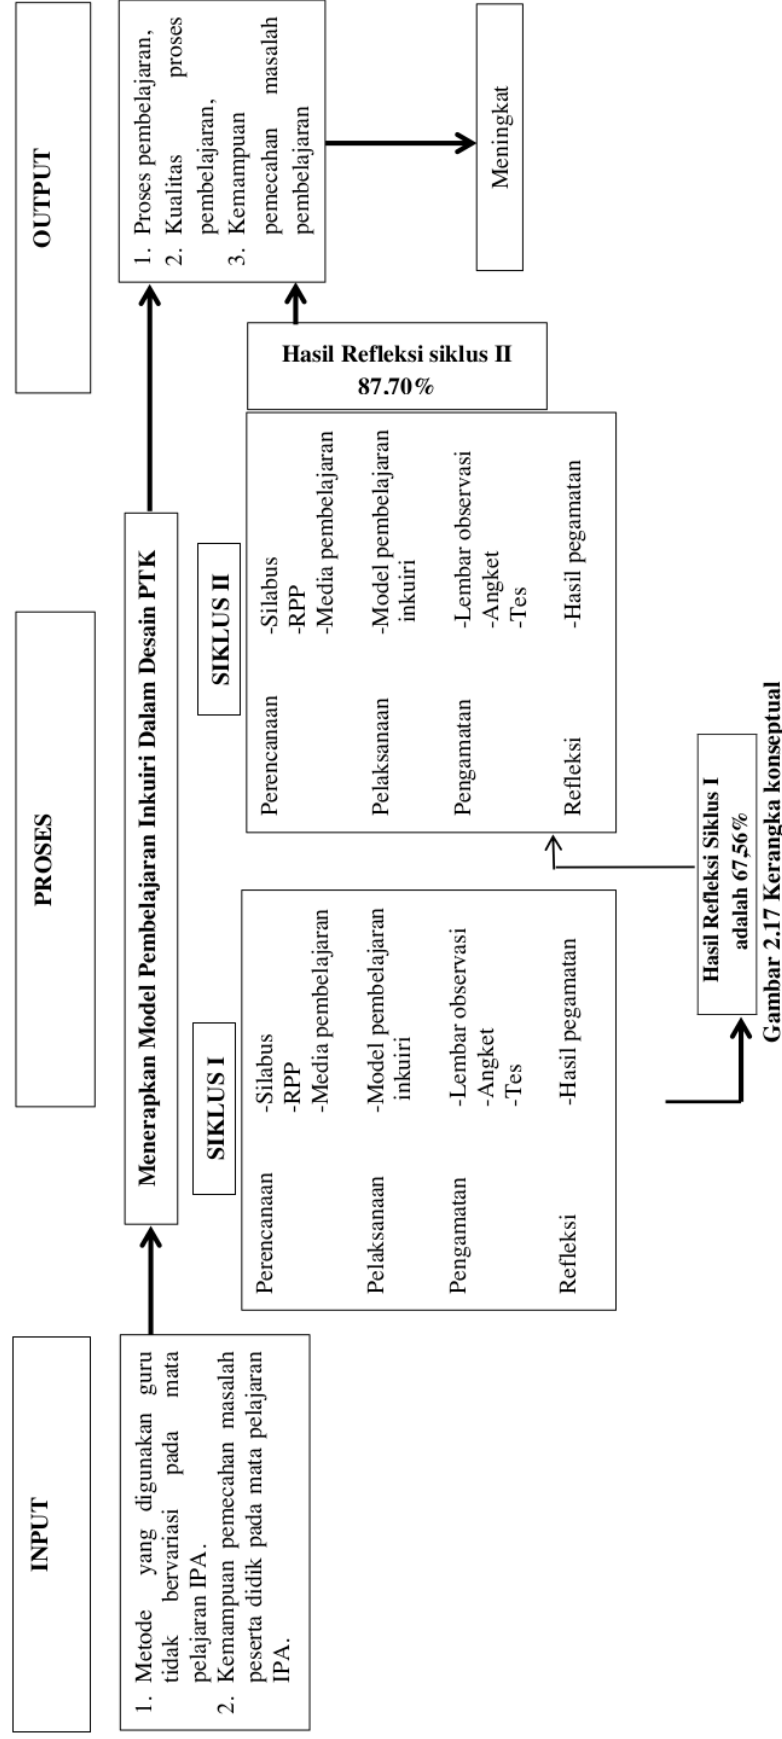 INPUT
PROSES
OUTPUT
1. Metode yang digunakan guru
tidak bervariasi pada mata
pelajaran IPA.
2. Kemampuan pemecahan masalah
peserta didik pada mata pelajaran
IPA.
Menerapkan Model Pembelajaran Inkuiri Dalam Desain PTK
SIKLUS I
Perencanaan
-Silabus
-RPP
-Media pembelajaran
Pelaksanaan
-Model pembelajaran
inkuiri
Pengamatan
-Lembar observasi
-Angket
-Tes
Refleksi
-Hasil pegamatan
Hasil Refleksi Siklus I
adalah 67,56%
SIKLUS II
Perencanaan
-Silabus
-RPP
-Media pembelajaran
Pelaksanaan
-Model pembelajaran
inkuiri
Pengamatan
-Lembar observasi
-Angket
-Tes
Refleksi
-Hasil pegamatan
Hasil Refleksi siklus II
87.70%
1. Proses pembelajaran,
2. Kualitas proses
pembelajaran,
3. Kemampuan
pemecahan masalah
pembelajaran
Meningkat
Gambar 2.17 Kerangka konseptual